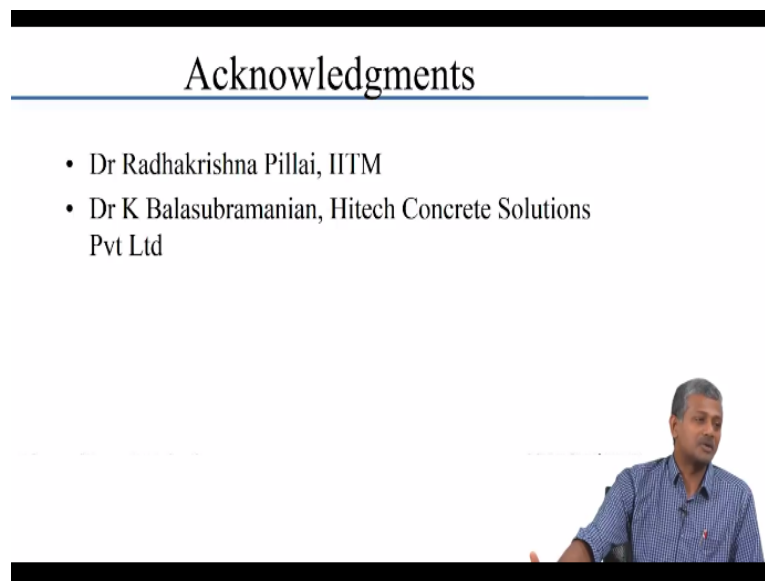 Acknowledgments
• Dr Radhakrishna Pillai, IITM
• Dr K Balasubramanian, Hitech Concrete Solutions
Pvt Ltd